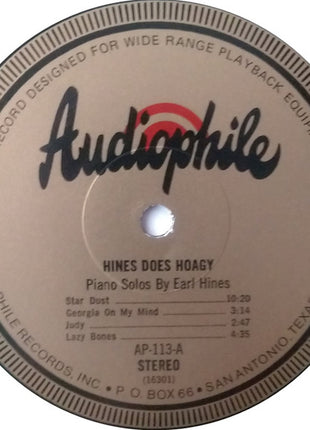 RECORD DESIGNED FOR WIDE RANGE PLAYBACK EQUIP
Audiophile
HINES DOES HOAGY
Piano Solos By Earl Hines
Star Dust 10:20
Georgia On My Mind 3:14
Judy 2:47
Lazy Bones 4:35
AP-113-A
STEREO
(16301)
PHILE RECORDS, INC. • P. O. BOX 66 • SAN ANTONIO, TEXAS